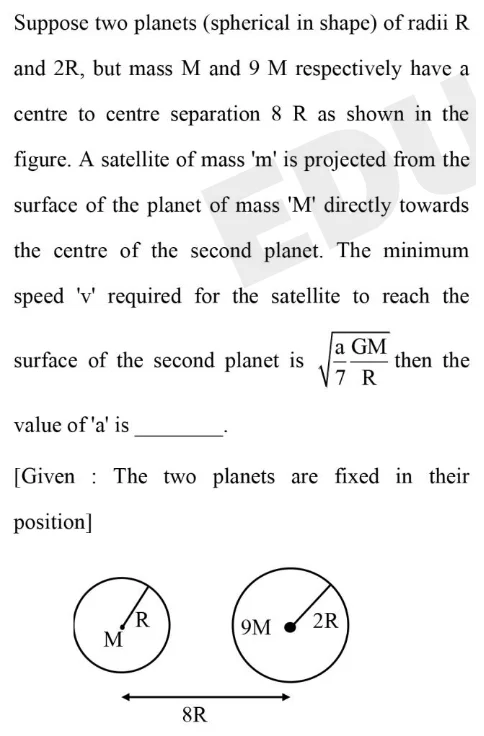 Suppose two planets (spherical in shape) of radii R
and 2R, but mass M and 9 M respectively have a
centre to centre separation 8 R as shown in the
figure. A satellite of mass 'm' is projected from the
surface of the planet of mass 'M' directly towards
the centre of the second planet. The minimum
speed 'v' required for the satellite to reach the
surface of the second planet is √(a/7 GM/R) then the
value of 'a' is ________.
[Given : The two planets are fixed in their
position]
M R 9M 2R
8R
EDU